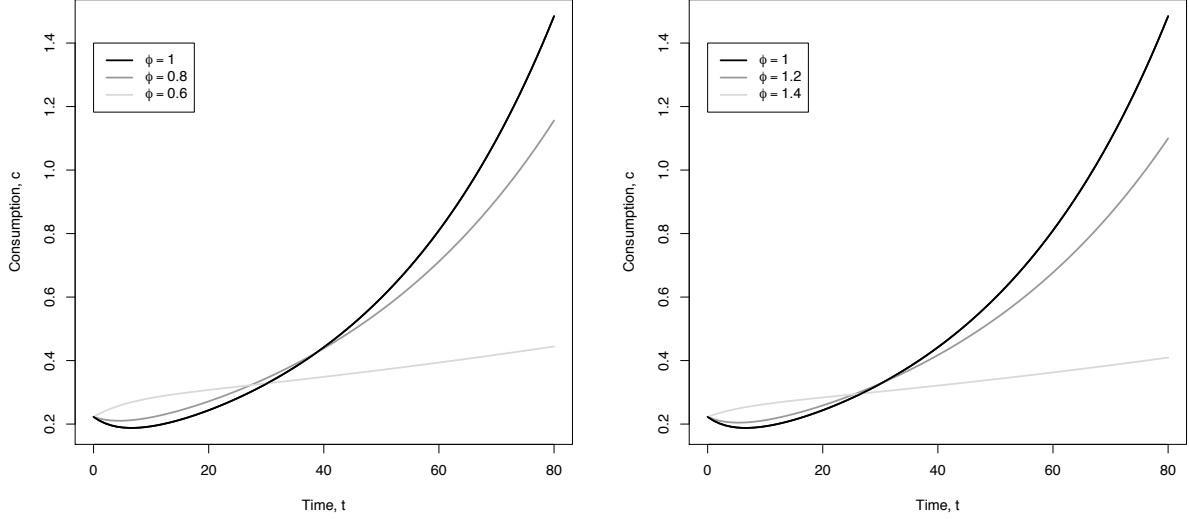 Consumption, c
1.4
1.2
1.0
0.8
0.6
0.4
0.2
ϕ = 1
ϕ = 0.8
ϕ = 0.6
0 20 40 60 80
Time, t
Consumption, c
1.4
1.2
1.0
0.8
0.6
0.4
0.2
ϕ = 1
ϕ = 1.2
ϕ = 1.4
0 20 40 60 80
Time, t